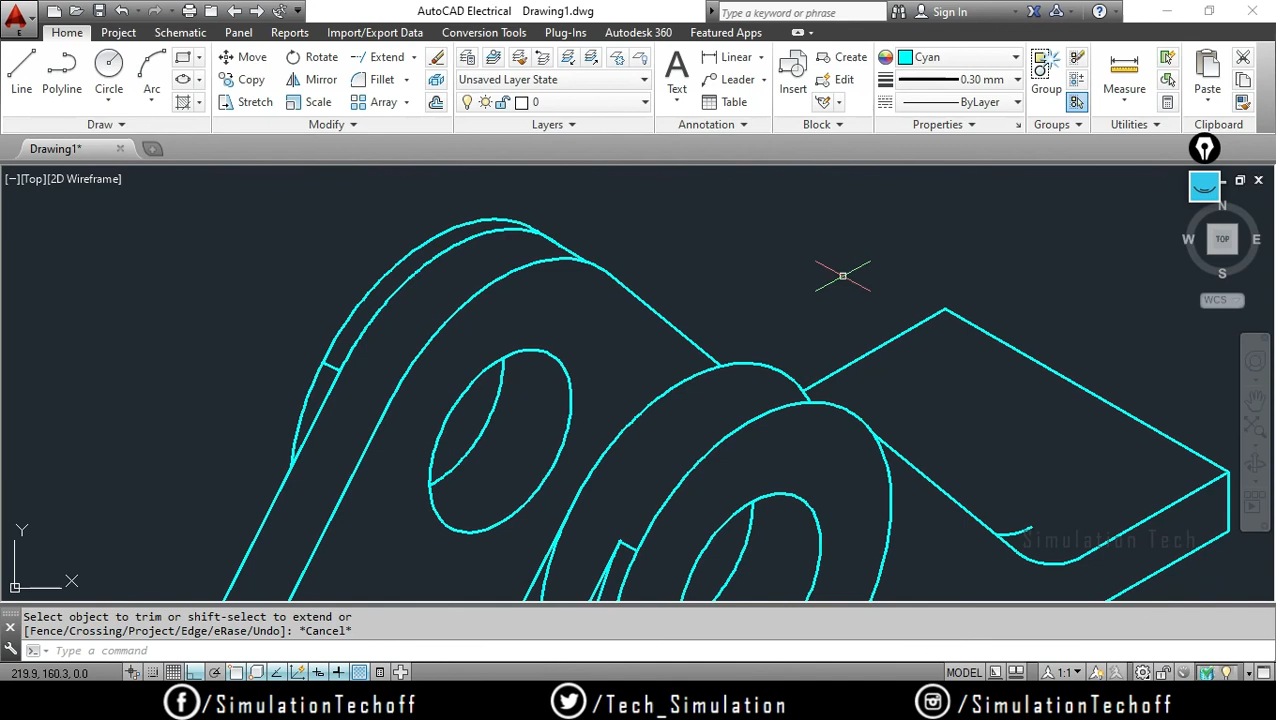 AutoCAD Electrical Drawing1.dwg
Type a keyword or phrase
Sign In
Home Project Schematic Panel Reports Import/Export Data Conversion Tools Plug-Ins Autodesk 360 Featured Apps
Line Polyline Circle Arc
Move Rotate Extend
Copy Mirror Fillet
Stretch Scale Array
Unsaved Layer State
0
Text
Linear
Leader
Table
Insert
Create
Edit
Cyan
0.30 mm
ByLayer
Group
Measure
Paste
Draw Modify Layers Annotation Block Properties Groups Utilities Clipboard
Drawing1*
[−][Top][2D Wireframe]
N
W TOP E
S
WCS
Simulation Tech
Y
X
Select object to trim or shift-select to extend or
[Fence/Crossing/Project/Edge/eRase/Undo]: *Cancel*
Type a command
219.9, 160.3, 0.0
MODEL
1:1
/SimulationTechoff
/Tech_Simulation
/SimulationTechoff